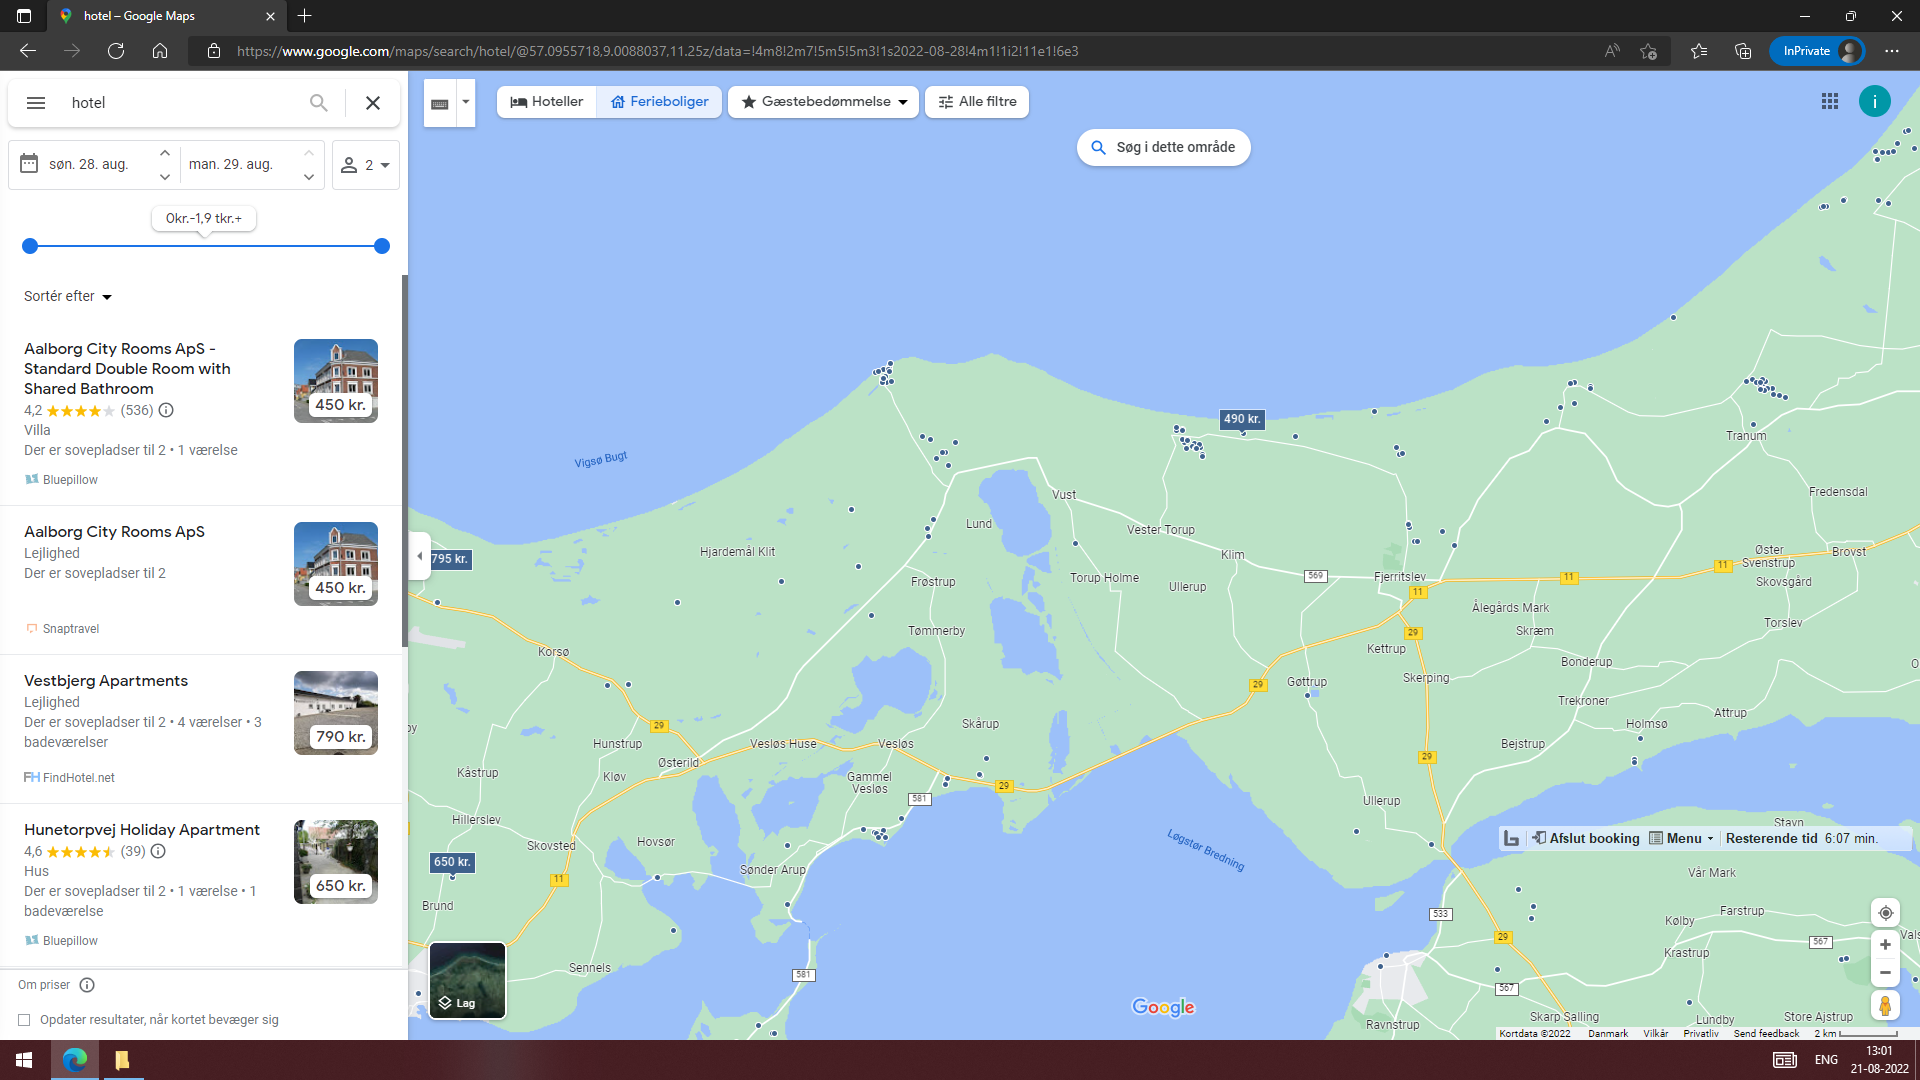 hotel – Google Maps
https://www.google.com/maps/search/hotel/@57.0955718,9.0088037,11.25z/data=!4m8!2m7!5m5!5m3!1s2022-08-28!4m1!1i2!11e1!6e3
InPrivate
hotel
Hoteller
Ferieboliger
Gæstebedømmelse
Alle filtre
i
Søg i dette område
søn. 28. aug.
man. 29. aug.
2
0kr.-1,9 tkr.+
Sortér efter
Aalborg City Rooms ApS -
Standard Double Room with
Shared Bathroom
4,2 (536)
Villa
Der er sovepladser til 2 • 1 værelse
Bluepillow
450 kr.
Aalborg City Rooms ApS
Lejlighed
Der er sovepladser til 2
Snaptravel
450 kr.
Vestbjerg Apartments
Lejlighed
Der er sovepladser til 2 • 4 værelser • 3
badeværelser
FindHotel.net
790 kr.
Hunetorpvej Holiday Apartment
4,6 (39)
Hus
Der er sovepladser til 2 • 1 værelse • 1
badeværelse
Bluepillow
650 kr.
Om priser
Opdater resultater, når kortet bevæger sig
490 kr.
Tranum
Vigsø Bugt
Vust
Fredensdal
Lund
Vester Torup
Hjardemål Klit
795 kr.
Klim
Øster
Svenstrup
Brovst
11
11
569
Fjerritslev
Torup Holme
Frøstrup
Ullerup
Skovsgård
11
Ålegårds Mark
Torslev
Tømmerby
Skræm
29
Korsø
Kettrup
Bonderup
Skerping
Gøttrup
29
Trekroner
Attrup
Holmsø
Skårup
29
Hunstrup
Vesløs Huse
Vesløs
Bejstrup
29
Østerild
Kåstrup
Kløv
Gammel
Vesløs
29
581
Ullerup
Hillerslev
Stavn
Løgstør Bredning
Afslut booking
Menu
Resterende tid 6:07 min.
Hovsør
Skovsted
650 kr.
Sønder Arup
11
Vår Mark
Brund
533
Kølby
Farstrup
29
567
Krastrup
Sennels
581
567
Lag
Google
Ravnstrup
Skarp Salling
Lundby
Store Ajstrup
Kortdata ©2022
Danmark
Vilkår
Privatliv
Send feedback
2 km
ENG
13:01
21-08-2022